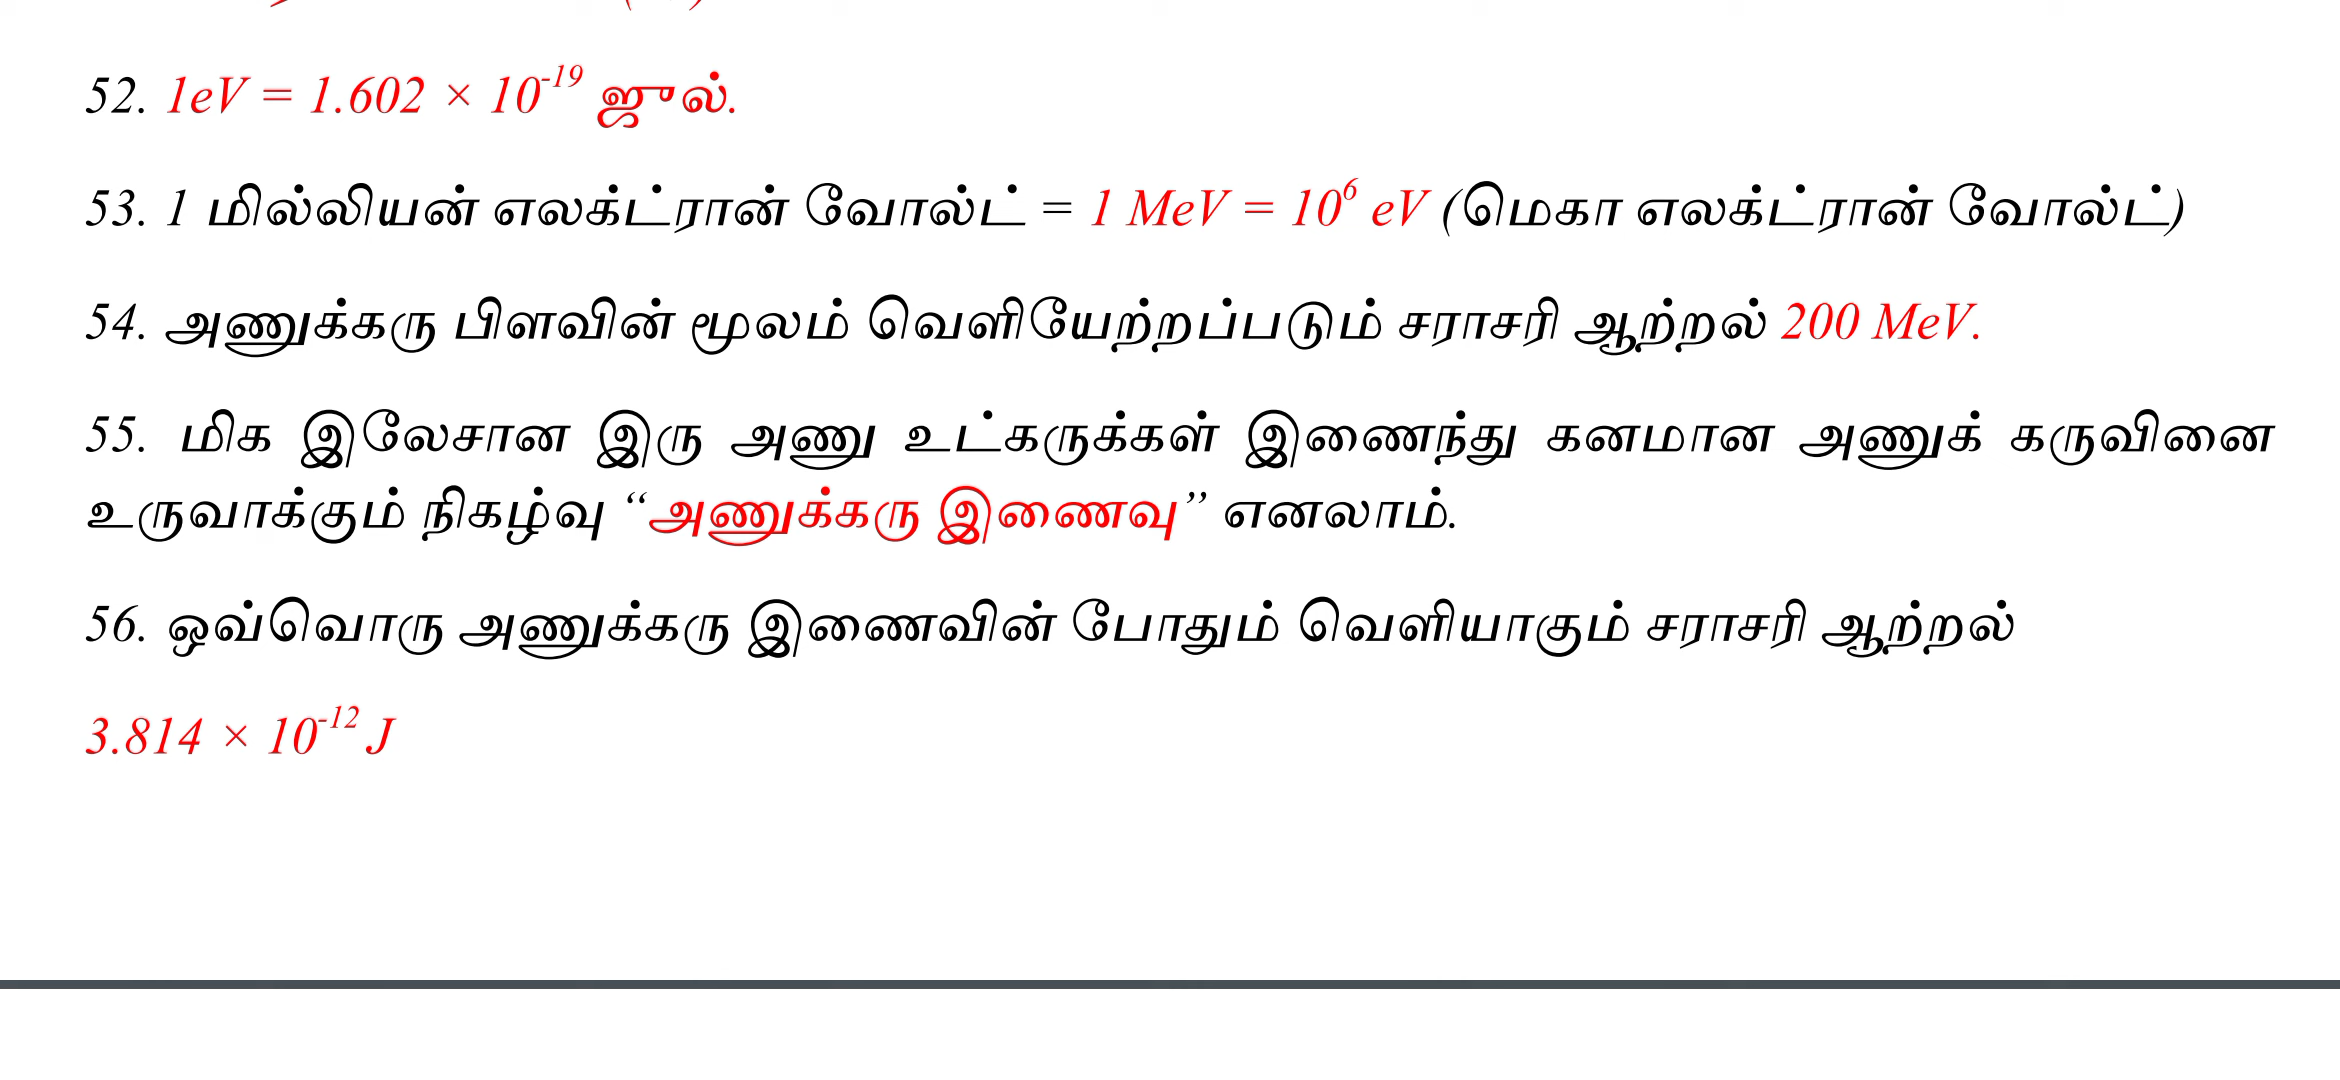 52. 1eV = 1.602 × 10⁻¹⁹ ஜுல்.
53. 1 மில்லியன் எலக்ட்ரான் வோல்ட் = 1 MeV = 10⁶ eV (மெகா எலக்ட்ரான் வோல்ட்)
54. அணுக்கரு பிளவின் மூலம் வெளியேற்றப்படும் சராசரி ஆற்றல் 200 MeV.
55. மிக இலேசான இரு அணு உட்கருக்கள் இணைந்து கனமான அணுக் கருவினை
உருவாக்கும் நிகழ்வு “அணுக்கரு இணைவு” எனலாம்.
56. ஒவ்வொரு அணுக்கரு இணைவின் போதும் வெளியாகும் சராசரி ஆற்றல்
3.814 × 10⁻¹² J